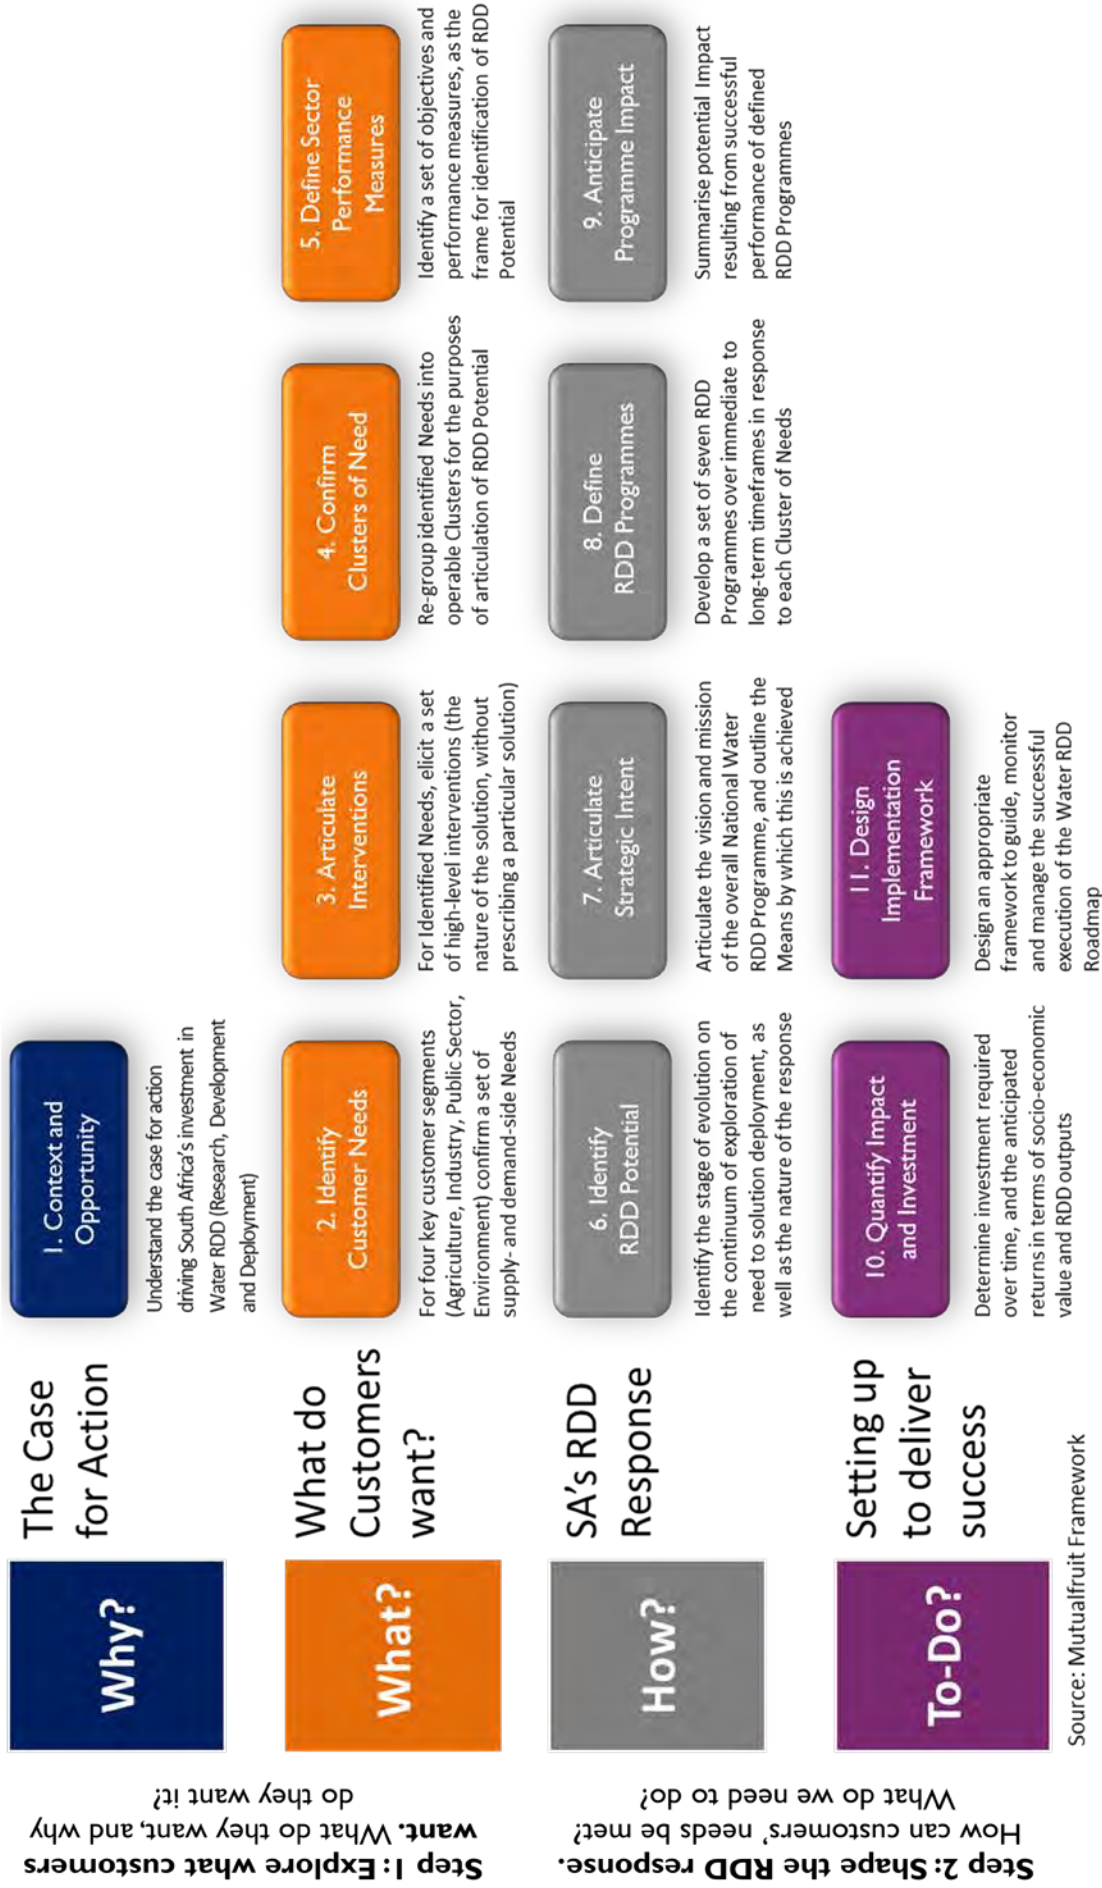 Step 1: Explore what customers
want. What do they want, and why
do they want it?
Why?
The Case
for Action
1. Context and
Opportunity
Understand the case for action
driving South Africa's investment in
Water RDD (Research, Development
and Deployment)
What?
What do
Customers
want?
2. Identify
Customer Needs
For four key customer segments
(Agriculture, Industry, Public Sector,
Environment) confirm a set of
supply- and demand-side Needs
3. Articulate
Interventions
For Identified Needs, elicit a set
of high-level interventions (the
nature of the solution, without
prescribing a particular solution)
4. Confirm
Clusters of Need
Re-group identified Needs into
operable Clusters for the purposes
of articulation of RDD Potential
5. Define Sector
Performance
Measures
Identify a set of objectives and
performance measures, as the
frame for identification of RDD
Potential
Step 2: Shape the RDD response.
How can customers' needs be met?
What do we need to do?
How?
SA's RDD
Response
6. Identify
RDD Potential
Identify the stage of evolution on
the continuum of exploration of
need to solution deployment, as
well as the nature of the response
7. Articulate
Strategic Intent
Articulate the vision and mission
of the overall National Water
RDD Programme, and outline the
Means by which this is achieved
8. Define
RDD Programmes
Develop a set of seven RDD
Programmes over immediate to
long-term timeframes in response
to each Cluster of Needs
9. Anticipate
Programme Impact
Summarise potential Impact
resulting from successful
performance of defined
RDD Programmes
To-Do?
Setting up
to deliver
success
10. Quantify Impact
and Investment
Determine investment required
over time, and the anticipated
returns in terms of socio-economic
value and RDD outputs
11. Design
Implementation
Framework
Design an appropriate
framework to guide, monitor
and manage the successful
execution of the Water RDD
Roadmap
Source: Mutualfruit Framework